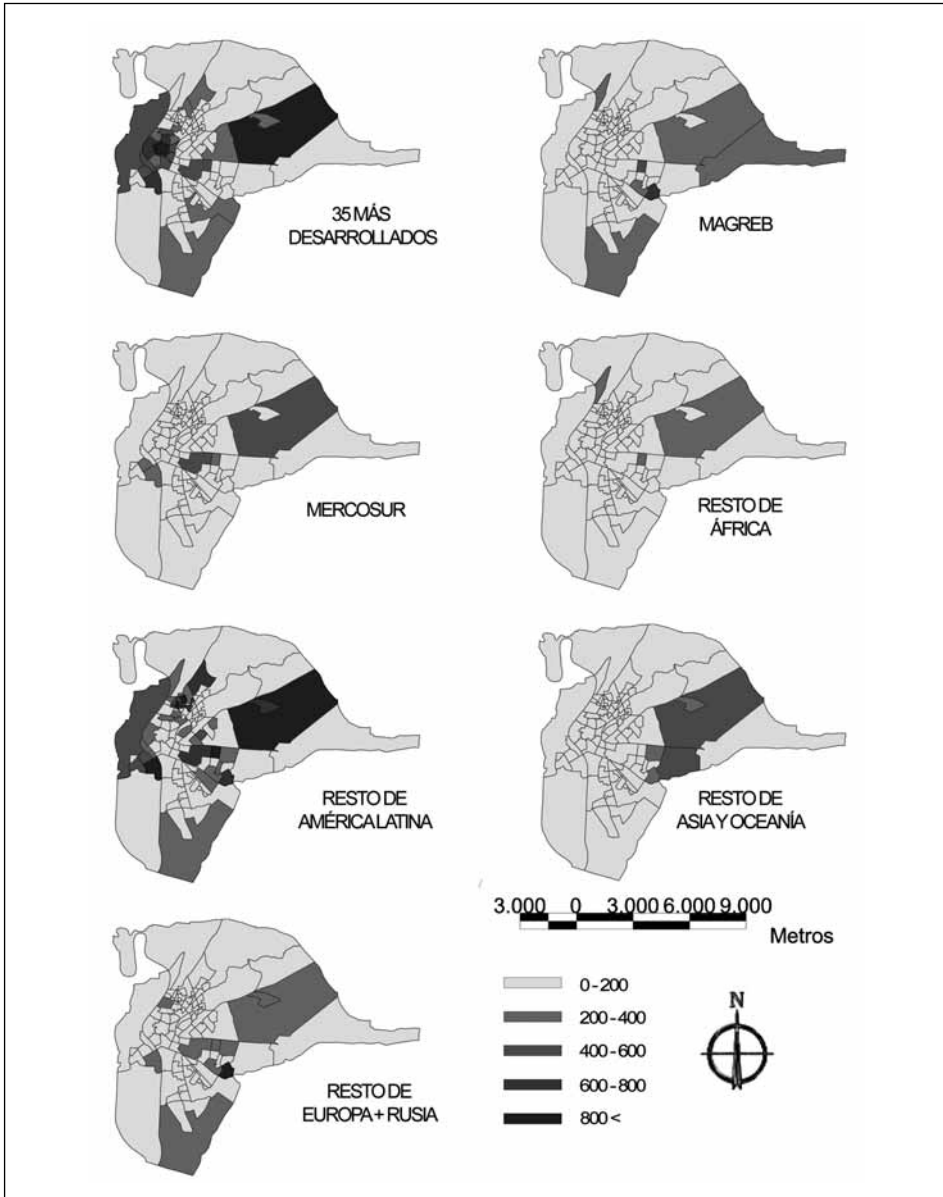 35 MÁS
DESARROLLADOS
MAGREB
MERCOSUR
RESTO DE
ÁFRICA
RESTO DE
AMÉRICA LATINA
RESTO DE
ASIA Y OCEANÍA
3.000 0 3.000 6.000 9.000
Metros
0 - 200
200 - 400
400 - 600
600 - 800
800 <
N
RESTO DE
EUROPA + RUSIA